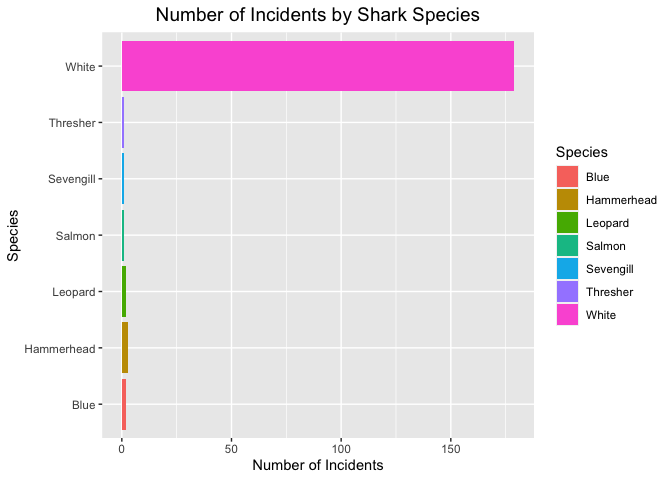 Number of Incidents by Shark Species
White
Thresher
Sevengill
Salmon
Leopard
Hammerhead
Blue
Species
0 50 100 150
Number of Incidents
Species
Blue
Hammerhead
Leopard
Salmon
Sevengill
Thresher
White